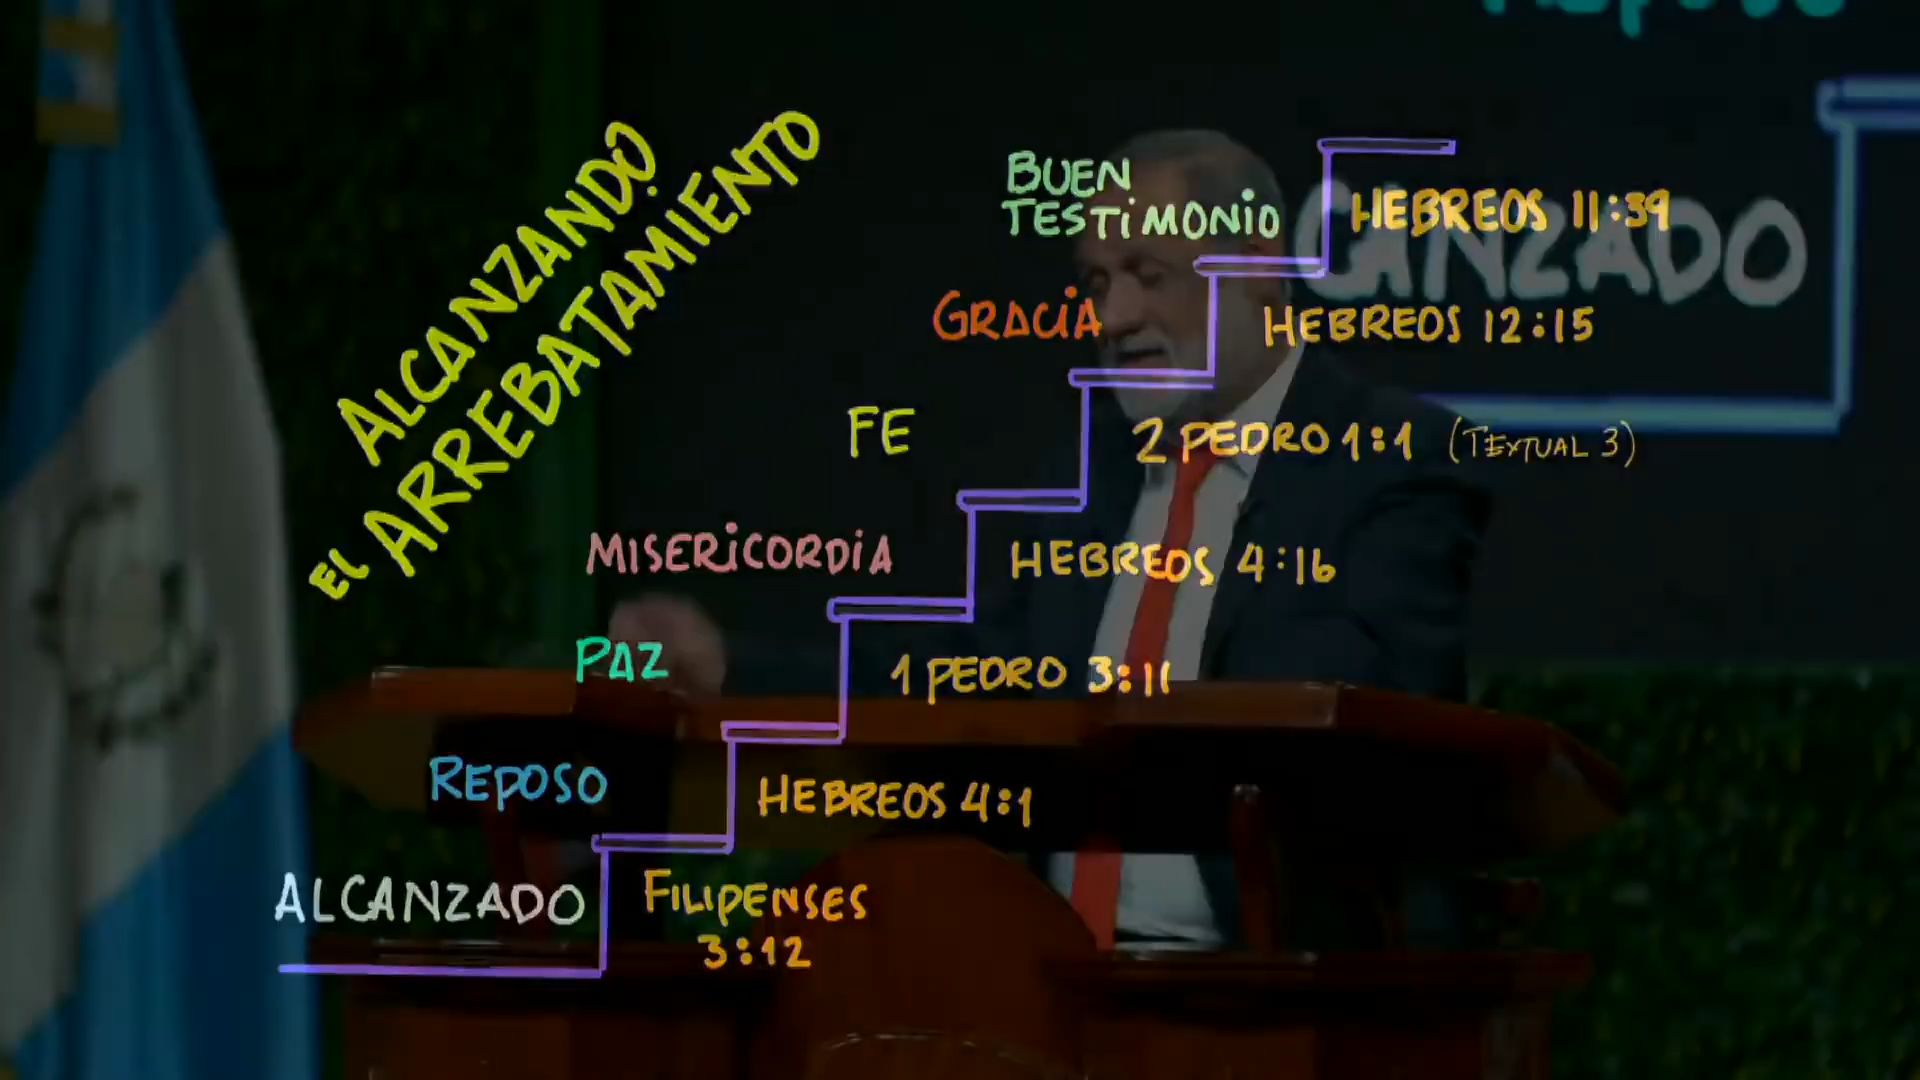 ALCANZANDO
EL ARREBATAMIENTO
BUEN
TESTIMONIO
HEBREOS 11:39
CANZADO
GRACIA
HEBREOS 12:15
FE
2 PEDRO 1:1 (TEXTUAL 3)
MISERICORDIA
HEBREOS 4:16
PAZ
1 PEDRO 3:11
REPOSO
HEBREOS 4:1
ALCANZADO
FILIPENSES
3:12